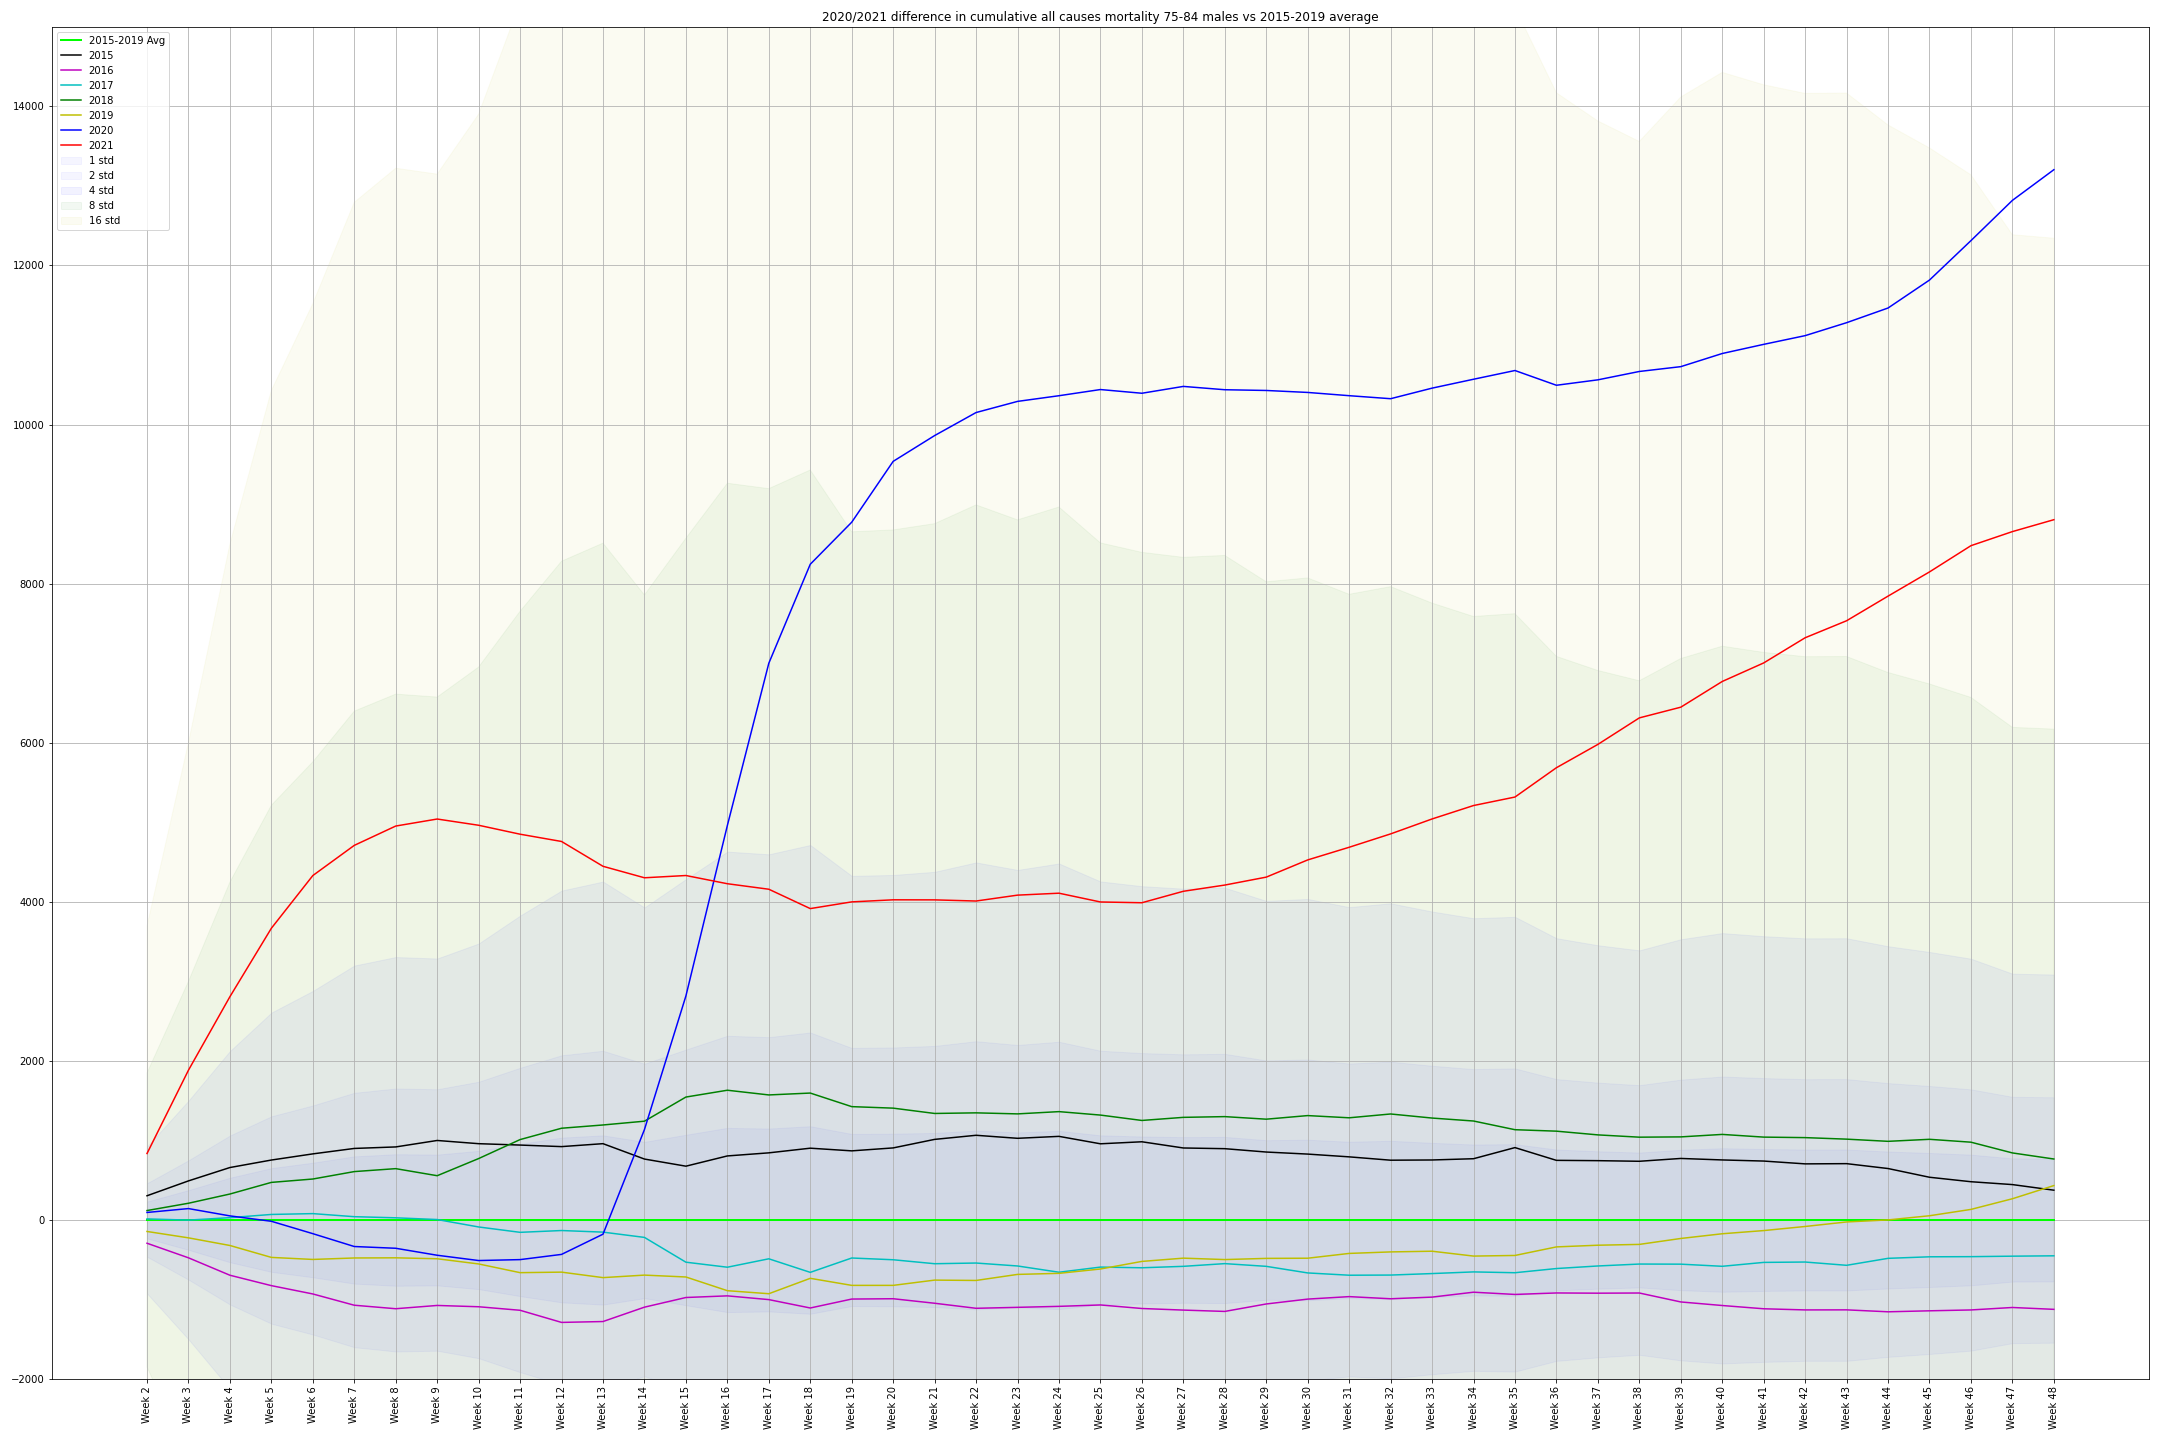 2020/2021 difference in cumulative all causes mortality 75-84 males vs 2015-2019 average
2015-2019 Avg
2015
2016
2017
2018
2019
2020
2021
1 std
2 std
4 std
8 std
16 std
14000
12000
10000
8000
6000
4000
2000
0
−2000
Week 2
Week 3
Week 4
Week 5
Week 6
Week 7
Week 8
Week 9
Week 10
Week 11
Week 12
Week 13
Week 14
Week 15
Week 16
Week 17
Week 18
Week 19
Week 20
Week 21
Week 22
Week 23
Week 24
Week 25
Week 26
Week 27
Week 28
Week 29
Week 30
Week 31
Week 32
Week 33
Week 34
Week 35
Week 36
Week 37
Week 38
Week 39
Week 40
Week 41
Week 42
Week 43
Week 44
Week 45
Week 46
Week 47
Week 48